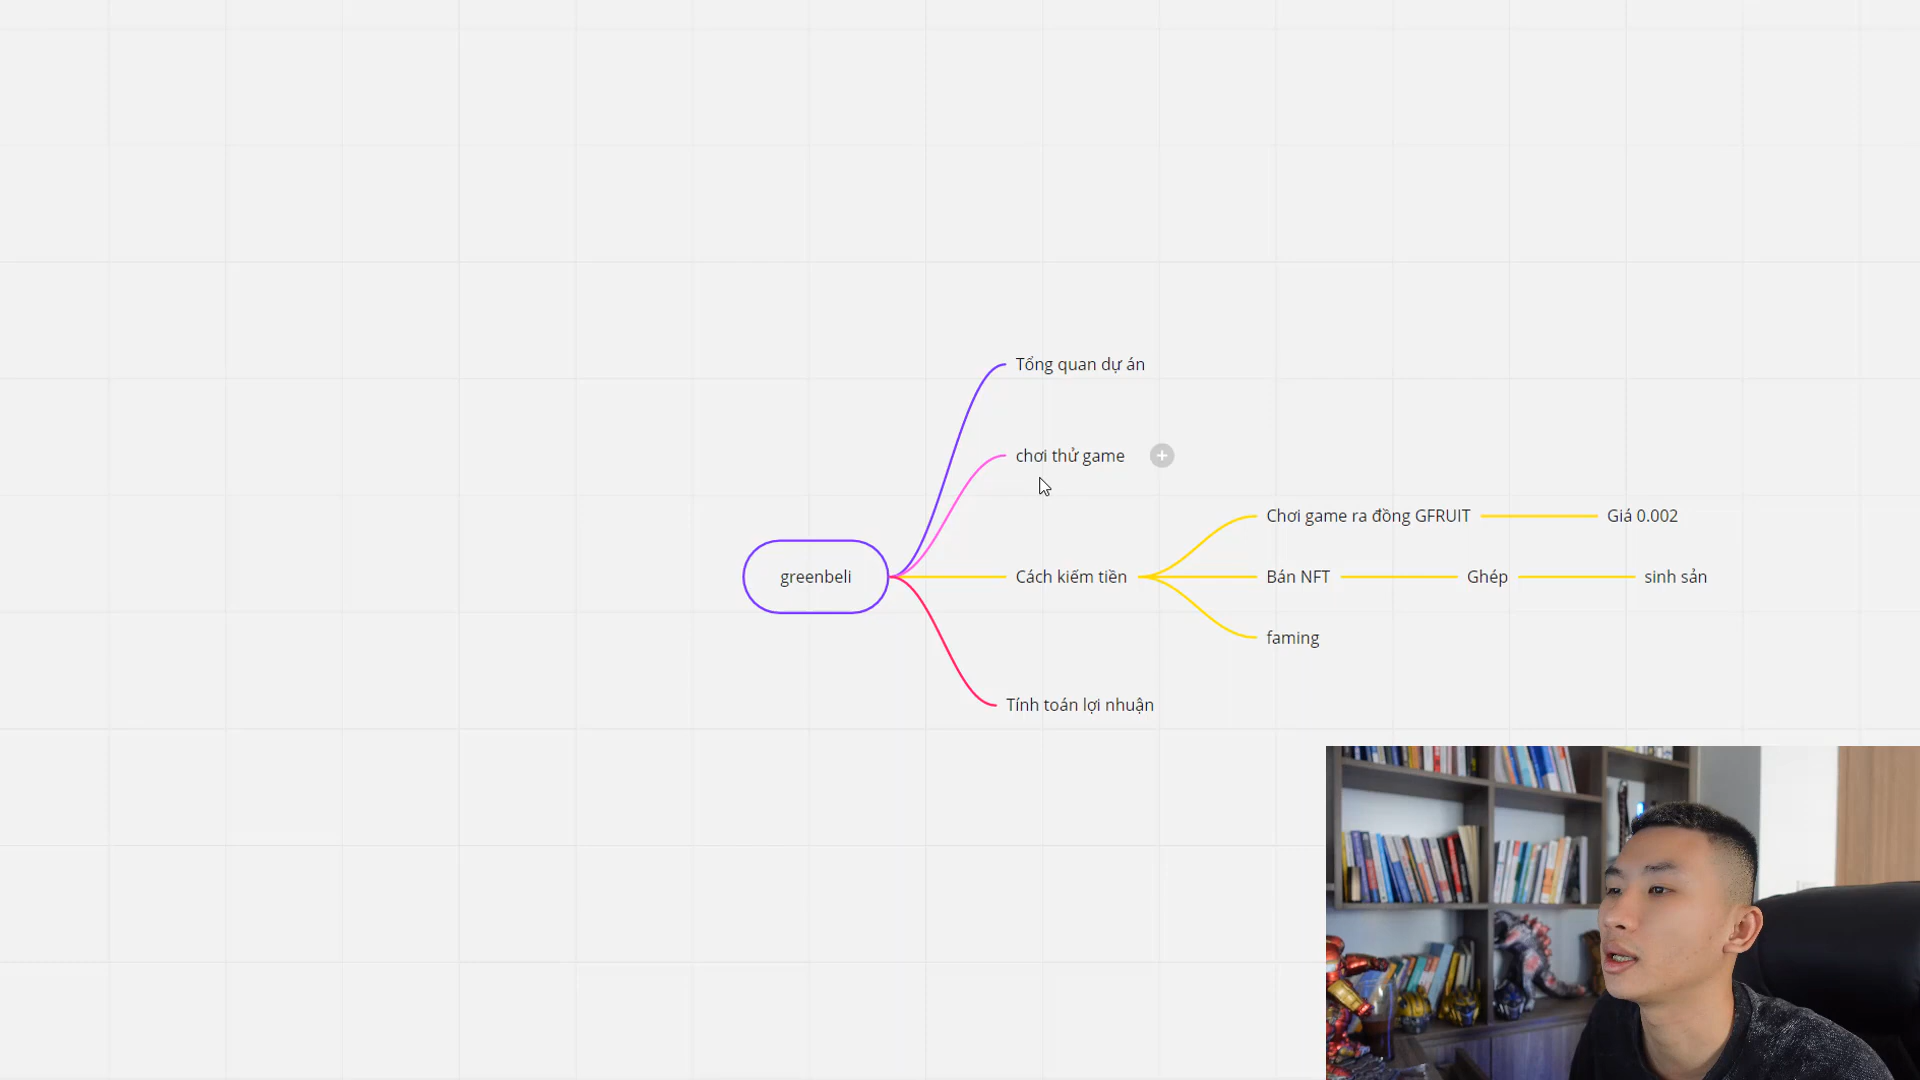 Tổng quan dự án
chơi thử game
Chơi game ra đồng GFRUIT
Giá 0.002
greenbeli
Cách kiếm tiền
Bán NFT
Ghép
sinh sản
faming
Tính toán lợi nhuận